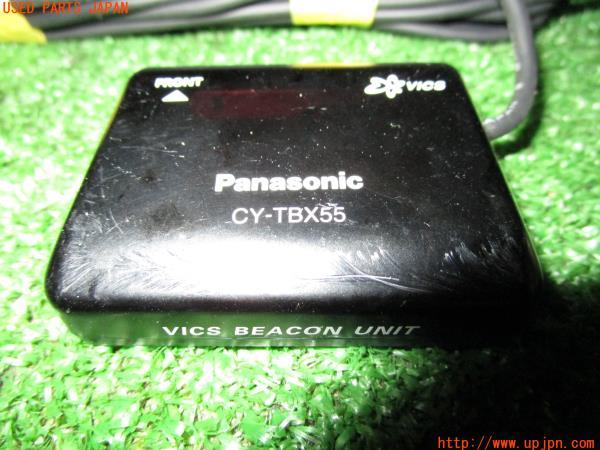 USED PARTS JAPAN
FRONT
VICS
Panasonic
CY-TBX55
VICS BEACON UNIT
http://www.upjpn.com/